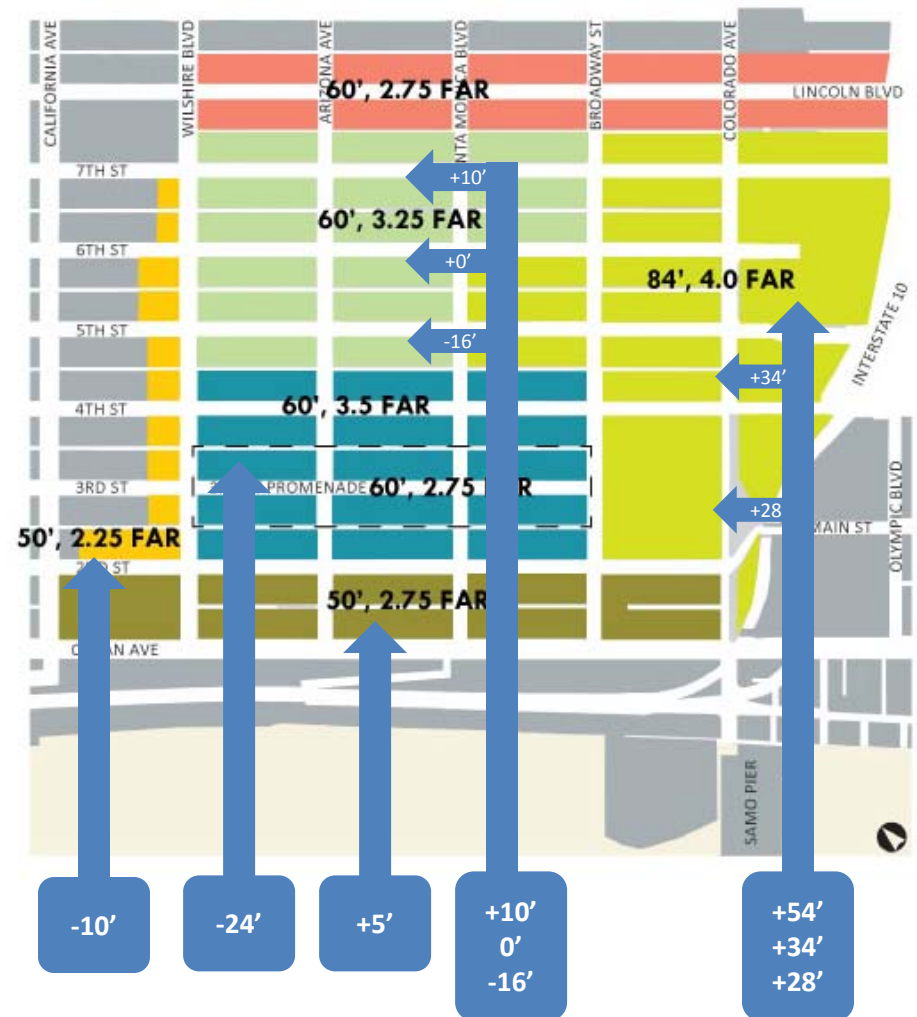 CALIFORNIA AVE
WILSHIRE BLVD
ARIZONA AVE
NTA MONICA BLVD
BROADWAY ST
COLORADO AVE
60', 2.75 FAR
LINCOLN BLVD
7TH ST
+10'
60', 3.25 FAR
6TH ST
+0'
84', 4.0 FAR
5TH ST
-16'
INTERSTATE 10
+34'
60', 3.5 FAR
4TH ST
3RD ST
PROMENADE
60', 2.75 FAR
+28
MAIN ST
OLYMPIC BLVD
50', 2.25 FAR
ST
50', 2.75 FAR
AN AVE
SAMO PIER
-10'
-24'
+5'
+10'
0'
-16'
+54'
+34'
+28'